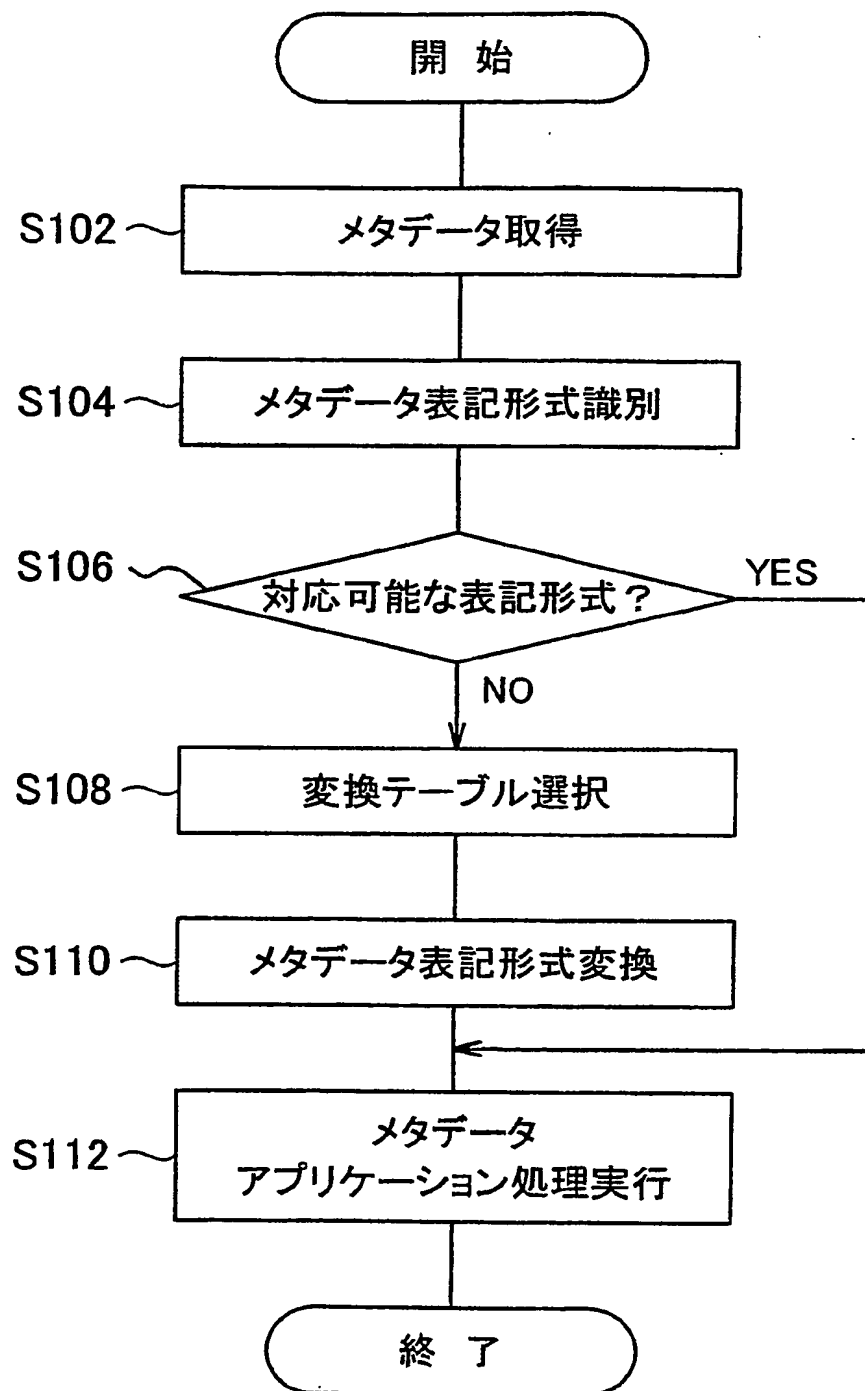 開 始
S102
メタデータ取得
S104
メタデータ表記形式識別
S106
対応可能な表記形式?
YES
NO
S108
変換テーブル選択
S110
メタデータ表記形式変換
S112
メタデータ
アプリケーション処理実行
終 了